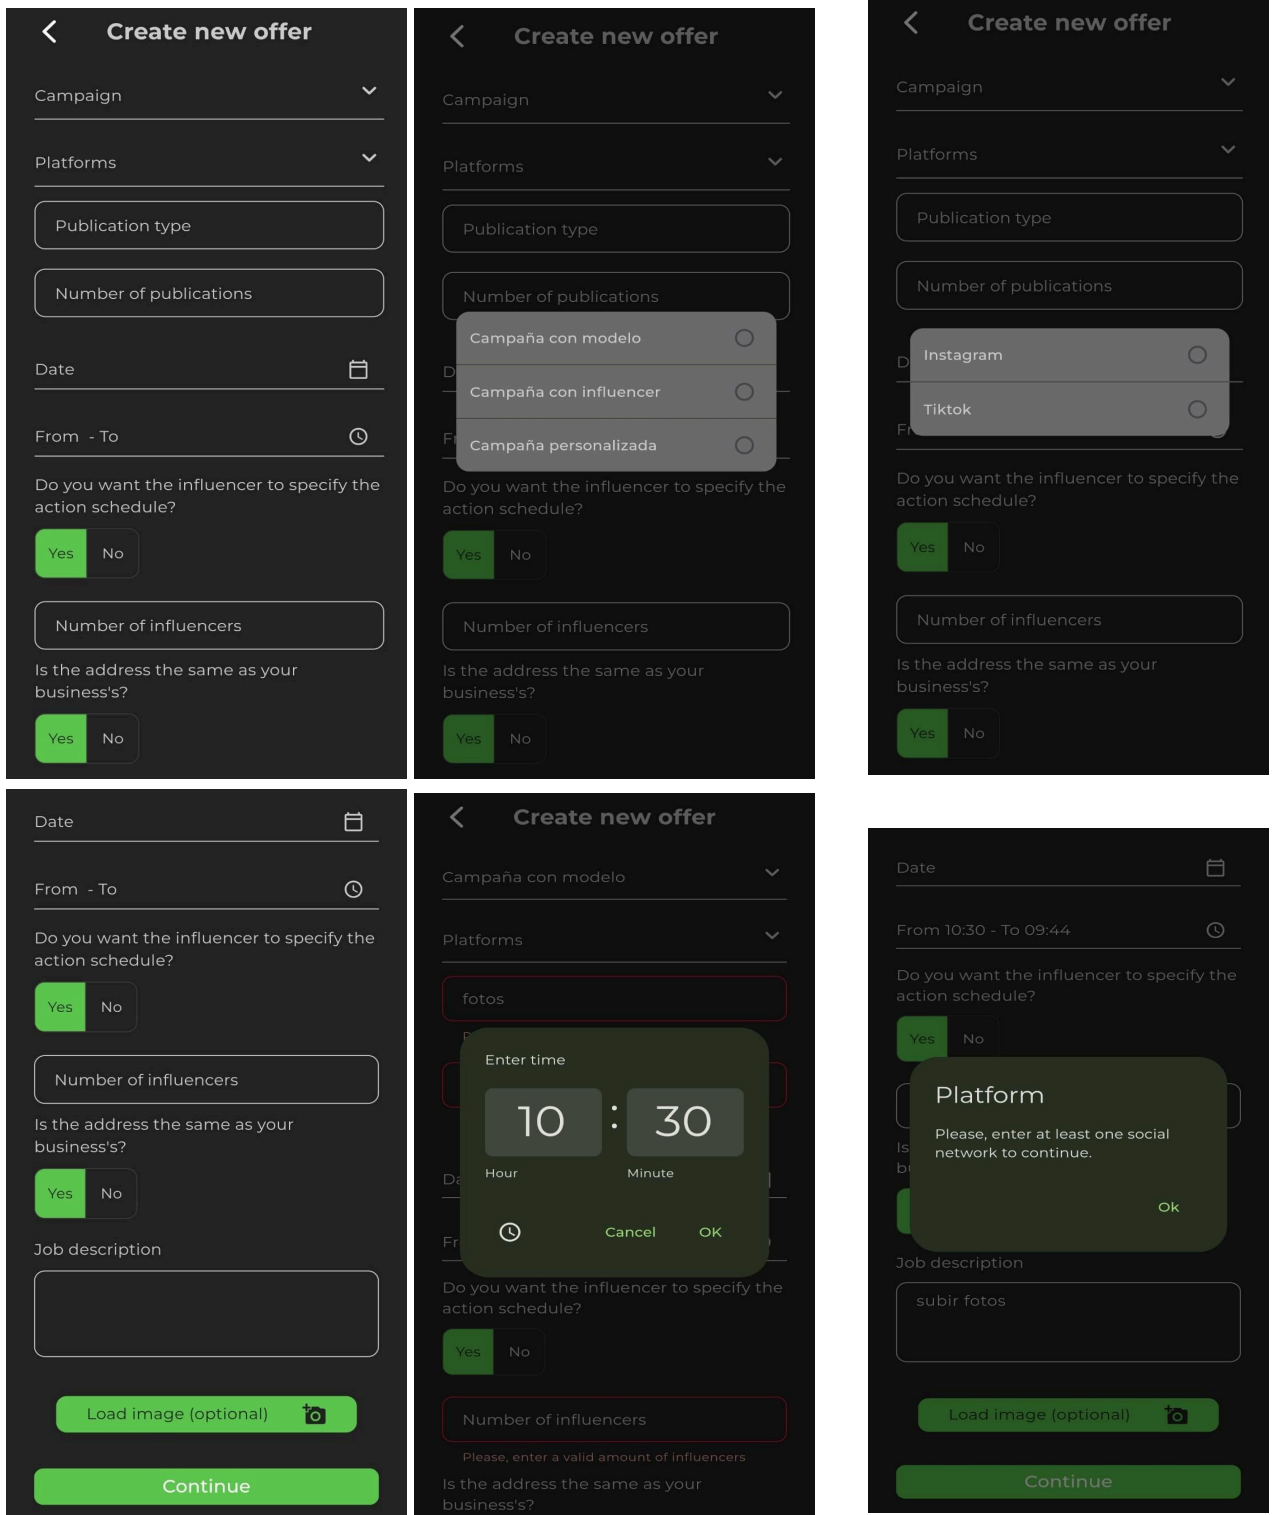 Create new offer
Campaign
Platforms
Publication type
Number of publications
Date
From - To
Do you want the influencer to specify the
action schedule?
Yes No
Number of influencers
Is the address the same as your
business's?
Yes No
Create new offer
Campaign
Platforms
Publication type
Number of publications
Campaña con modelo
Campaña con influencer
Campaña personalizada
Do you want the influencer to specify the
action schedule?
Yes No
Number of influencers
Is the address the same as your
business's?
Yes No
Create new offer
Campaign
Platforms
Publication type
Number of publications
Instagram
Tiktok
Do you want the influencer to specify the
action schedule?
Yes No
Number of influencers
Is the address the same as your
business's?
Yes No
Date
From - To
Do you want the influencer to specify the
action schedule?
Yes No
Number of influencers
Is the address the same as your
business's?
Yes No
Job description
Load image (optional)
Continue
Create new offer
Campaña con modelo
Platforms
fotos
Enter time
10 : 30
Hour Minute
Cancel OK
Do you want the influencer to specify the
action schedule?
Yes No
Number of influencers
Please, enter a valid amount of influencers
Is the address the same as your
business's?
Date
From 10:30 - To 09:44
Do you want the influencer to specify the
action schedule?
Yes No
Platform
Please, enter at least one social
network to continue.
Ok
Job description
subir fotos
Load image (optional)
Continue